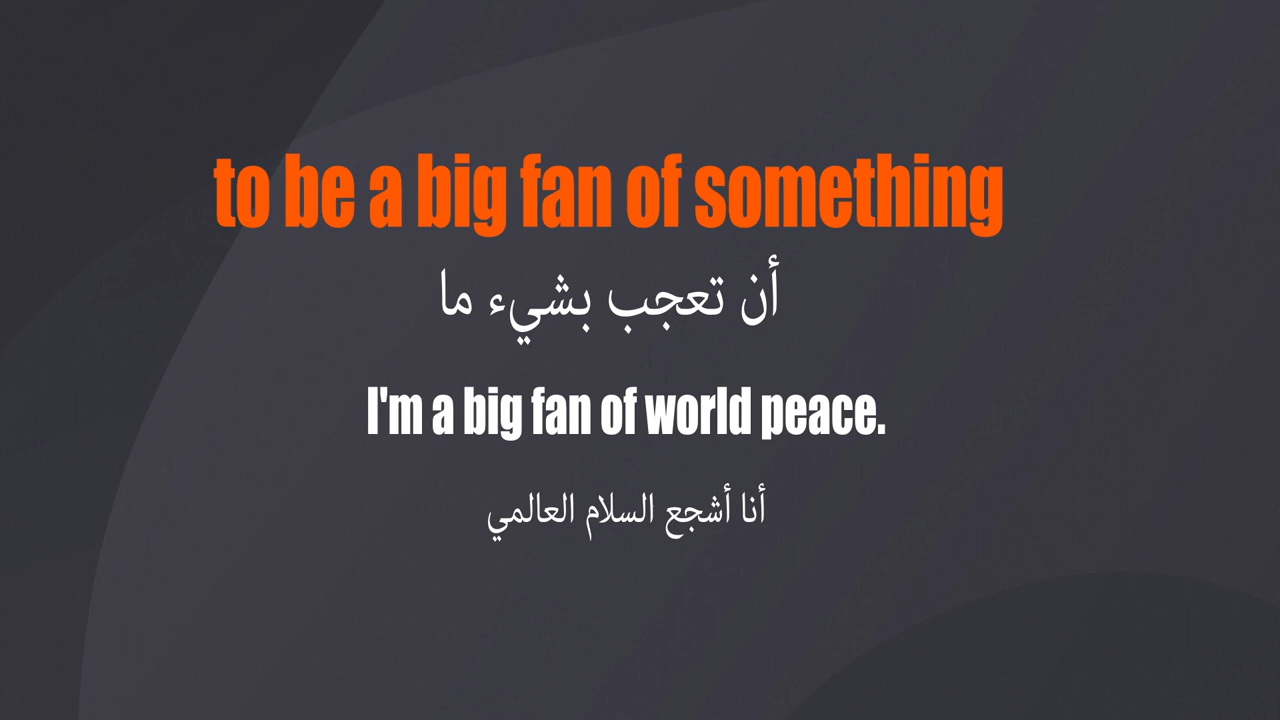 to be a big fan of something
أن تعجب بشيء ما
I'm a big fan of world peace.
أنا أشجع السلام العالمي